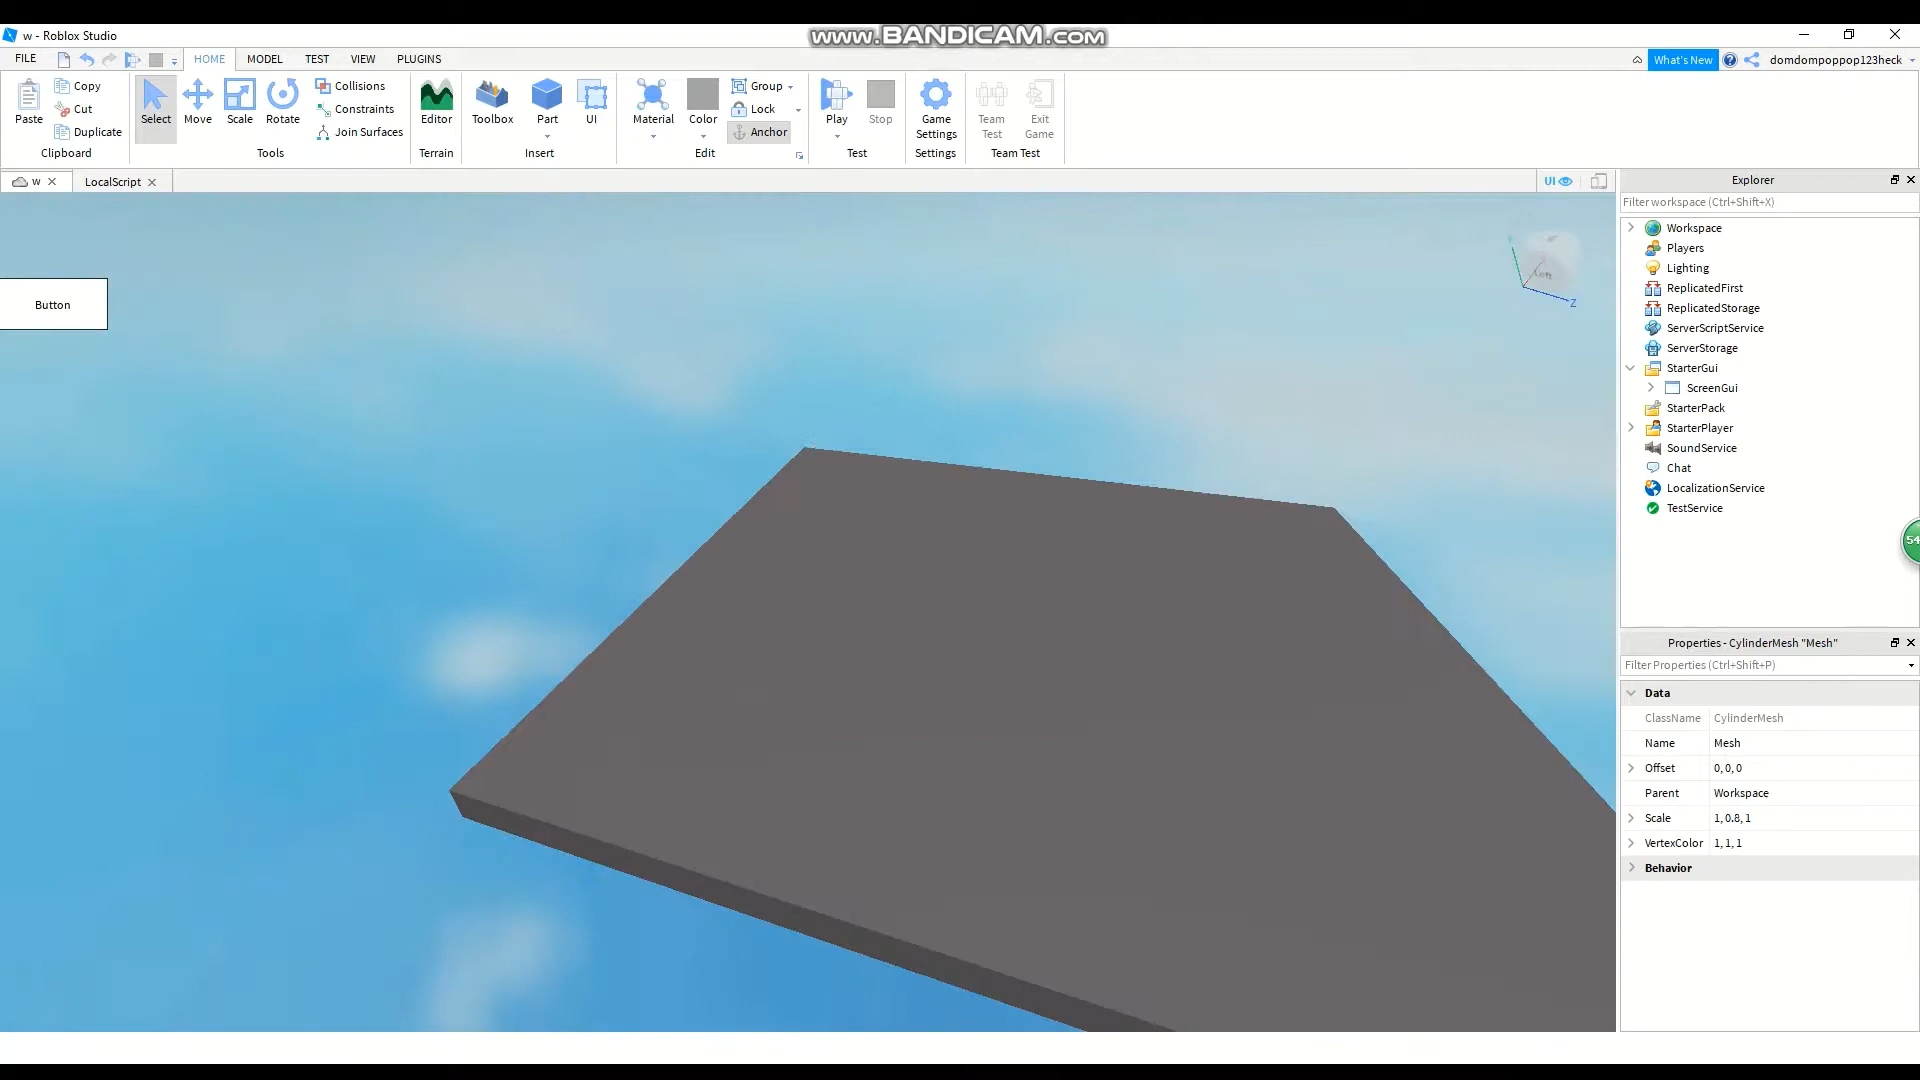 www.BANDICAM.com
w - Roblox Studio
FILE HOME MODEL TEST VIEW PLUGINS
What's New domdompoppop123heck
Paste Copy Cut Duplicate
Select Move Scale Rotate Collisions Constraints Join Surfaces
Editor Toolbox Part UI
Material Color Group Lock Anchor
Play Stop Game Settings Team Test Exit Game
Clipboard Tools Terrain Insert Edit Test Settings Team Test
w LocalScript
UI
Button
Left
Z
Explorer
Filter workspace (Ctrl+Shift+X)
Workspace
Players
Lighting
ReplicatedFirst
ReplicatedStorage
ServerScriptService
ServerStorage
StarterGui
ScreenGui
StarterPack
StarterPlayer
SoundService
Chat
LocalizationService
TestService
54
Properties - CylinderMesh "Mesh"
Filter Properties (Ctrl+Shift+P)
Data
ClassName CylinderMesh
Name Mesh
Offset 0, 0, 0
Parent Workspace
Scale 1, 0.8, 1
VertexColor 1, 1, 1
Behavior